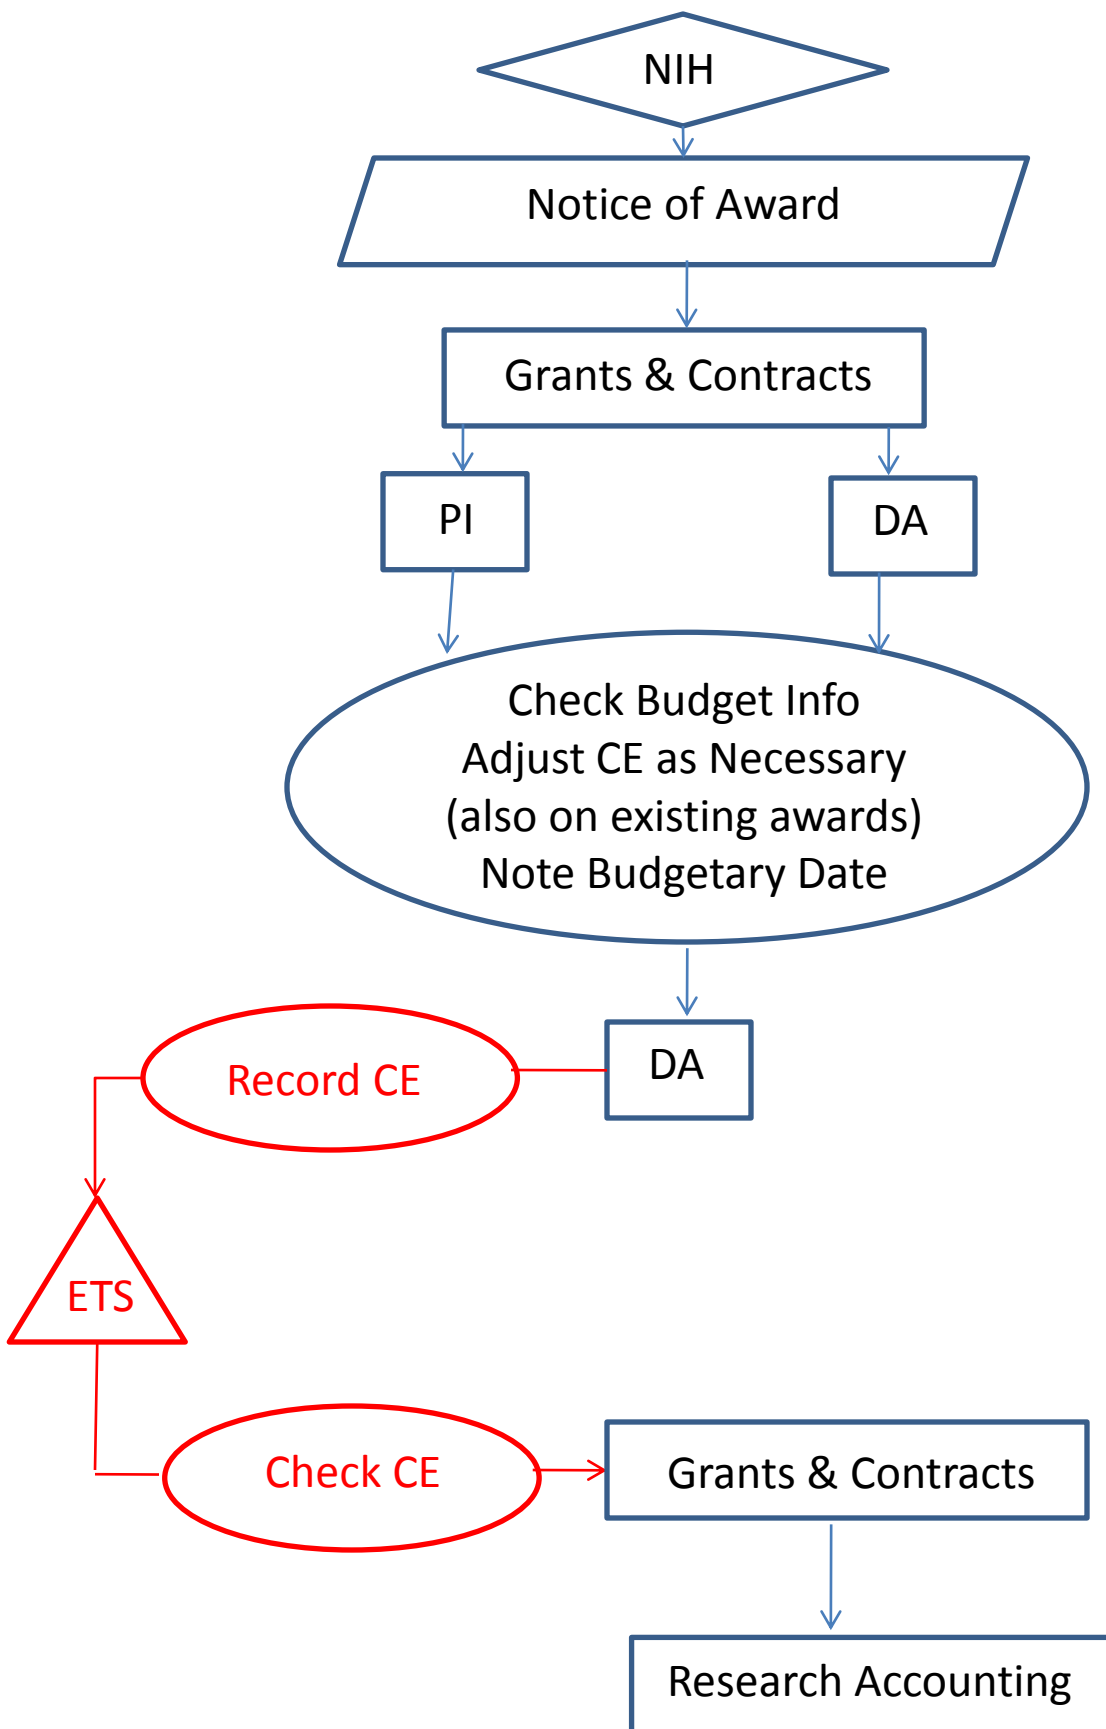 NIH
Notice of Award
Grants & Contracts
PI
DA
Check Budget Info
Adjust CE as Necessary
(also on existing awards)
Note Budgetary Date
DA
Record CE
ETS
Check CE
Grants & Contracts
Research Accounting